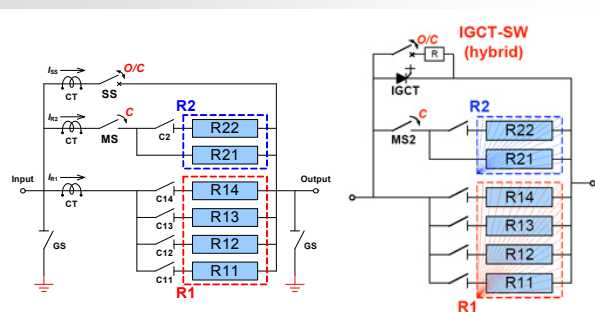 I_SS
O/C
CT
SS
I_R2
C
CT
MS
C2
R2
R22
R21
Input
I_R1
CT
Output
C14
R14
C13
R13
C12
R12
C11
R11
GS
GS
R1
IGCT-SW
(hybrid)
O/C
R
IGCT
C
MS2
R2
R22
R21
R14
R13
R12
R11
R1